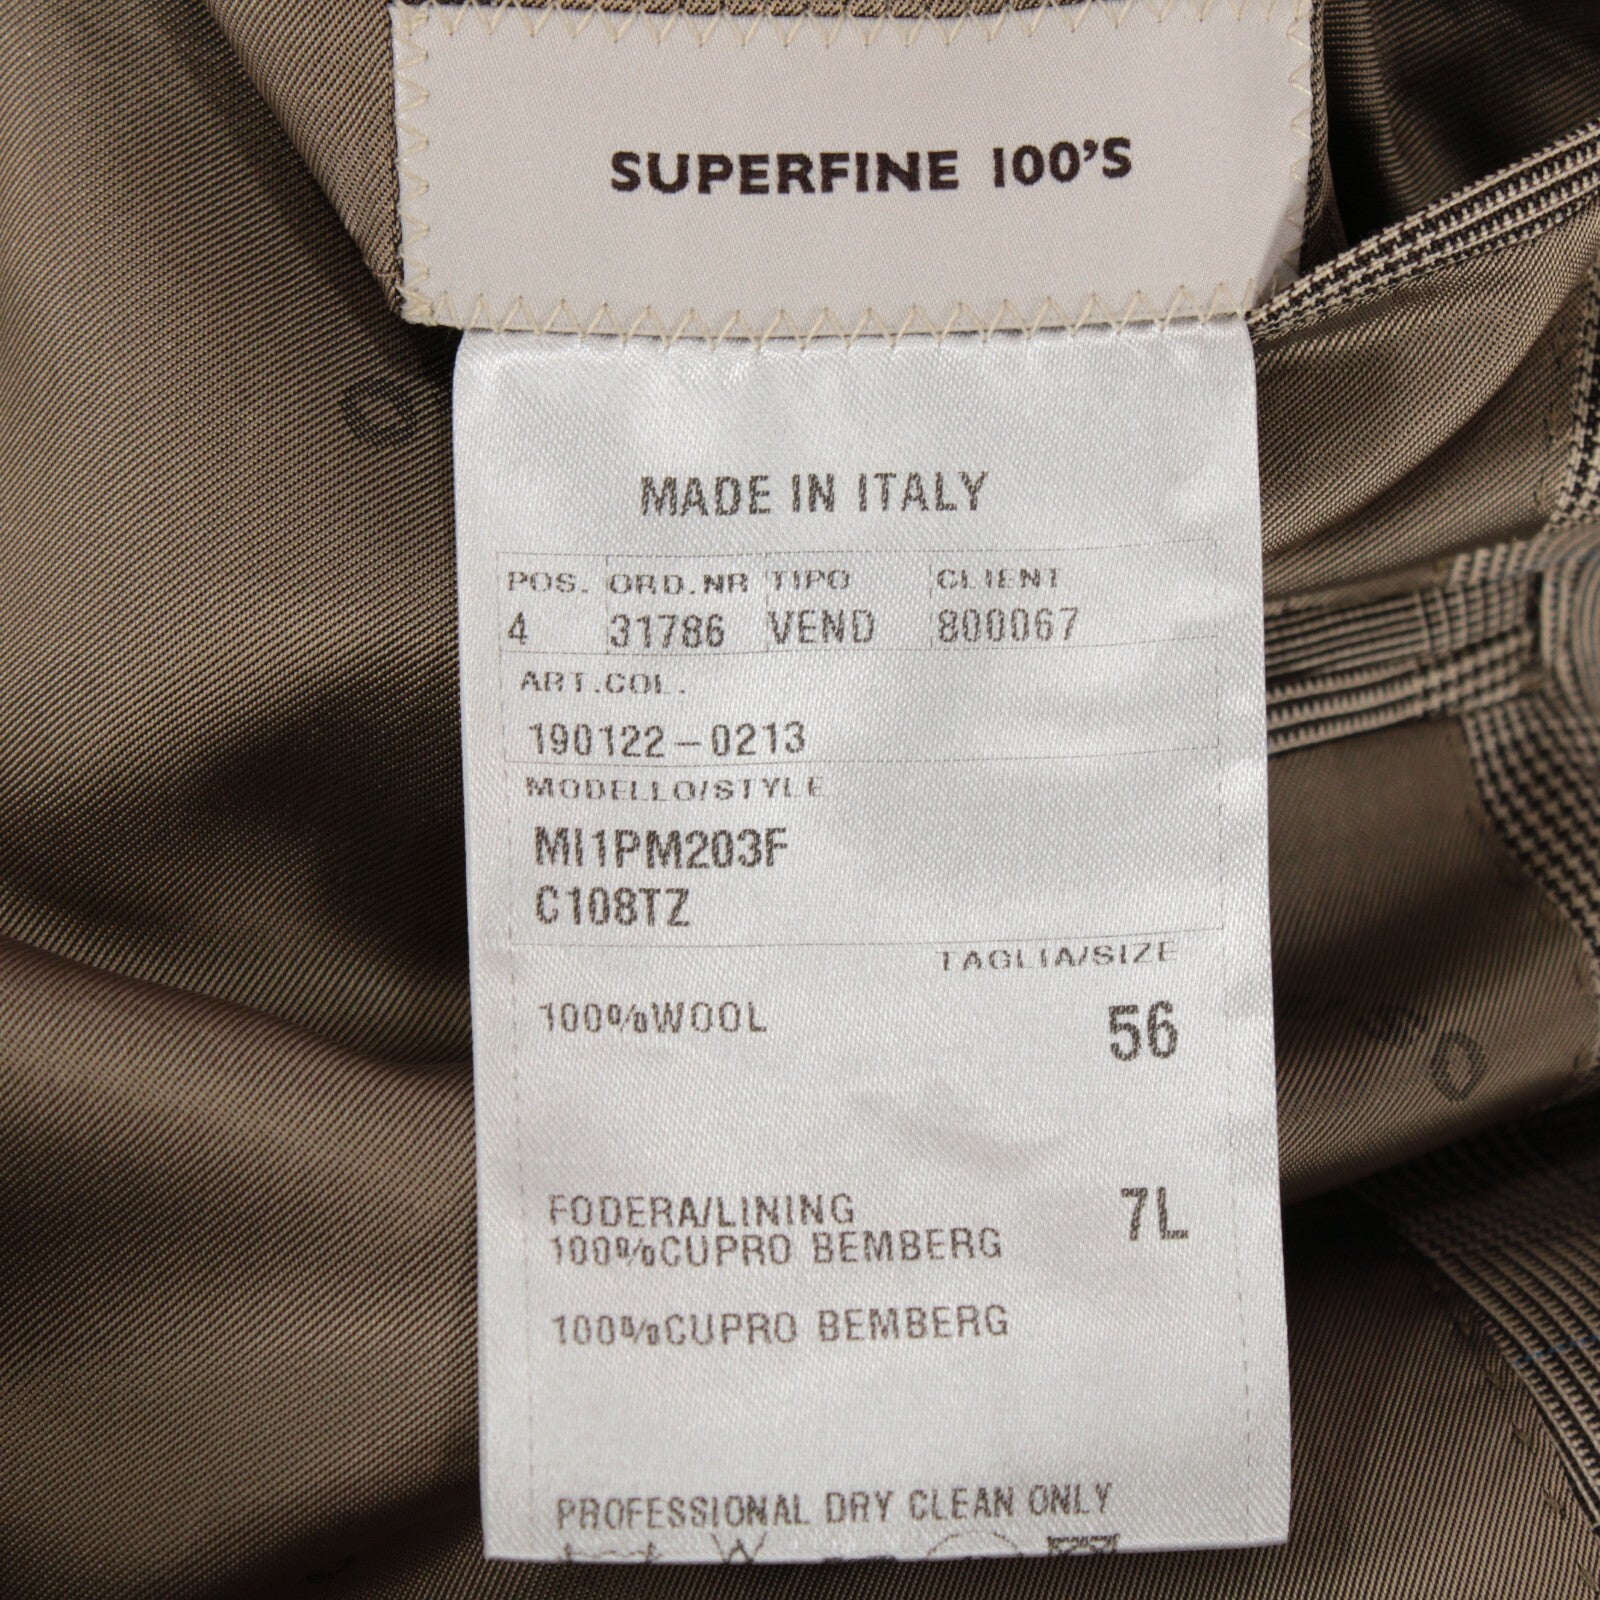 SUPERFINE 100'S
MADE IN ITALY
POS. ORD.NR TIPO CLIENT
4 31786 VEND 800067
ART.COL.
190122-0213
MODELLO/STYLE
MI1PM203F
C108TZ
TAGLIA/SIZE
100%WOOL 56
FODERA/LINING 7L
100%CUPRO BEMBERG
100%CUPRO BEMBERG
PROFESSIONAL DRY CLEAN ONLY